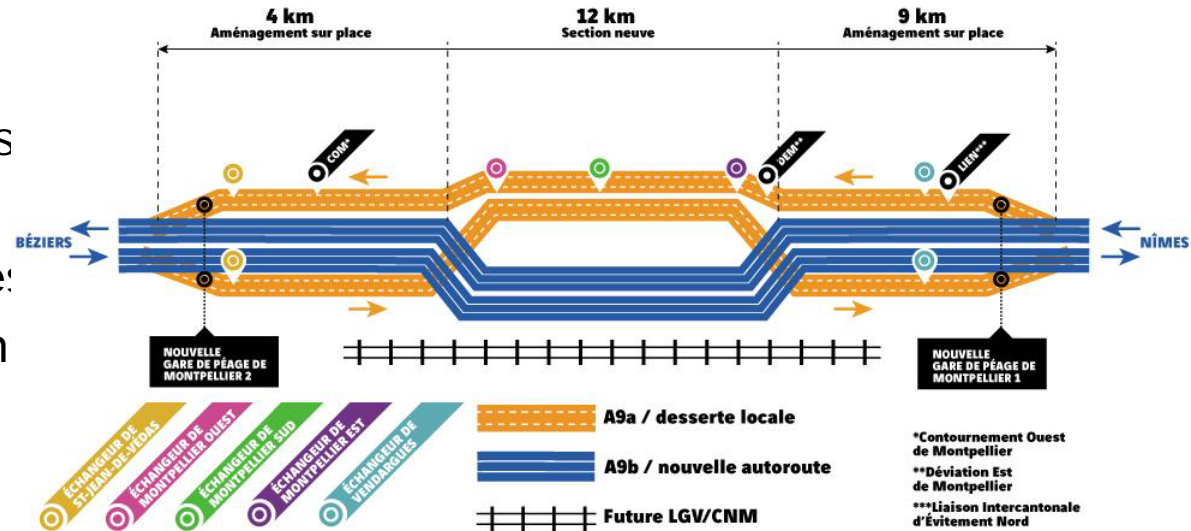 4 km
Aménagement sur place
12 km
Section neuve
9 km
Aménagement sur place
COM*
DEM**
LIEN***
BÉZIERS
NÎMES
NOUVELLE
GARE DE PÉAGE DE
MONTPELLIER 2
NOUVELLE
GARE DE PÉAGE DE
MONTPELLIER 1
ÉCHANGEUR DE
ST-JEAN-DE-VÉDAS
ÉCHANGEUR DE
MONTPELLIER OUEST
ÉCHANGEUR DE
MONTPELLIER SUD
ÉCHANGEUR DE
MONTPELLIER EST
ÉCHANGEUR DE
VENDARGUES
A9a / desserte locale
A9b / nouvelle autoroute
Future LGV/CNM
*Contournement Ouest
de Montpellier
**Déviation Est
de Montpellier
***Liaison Intercantonale
d'Évitement Nord